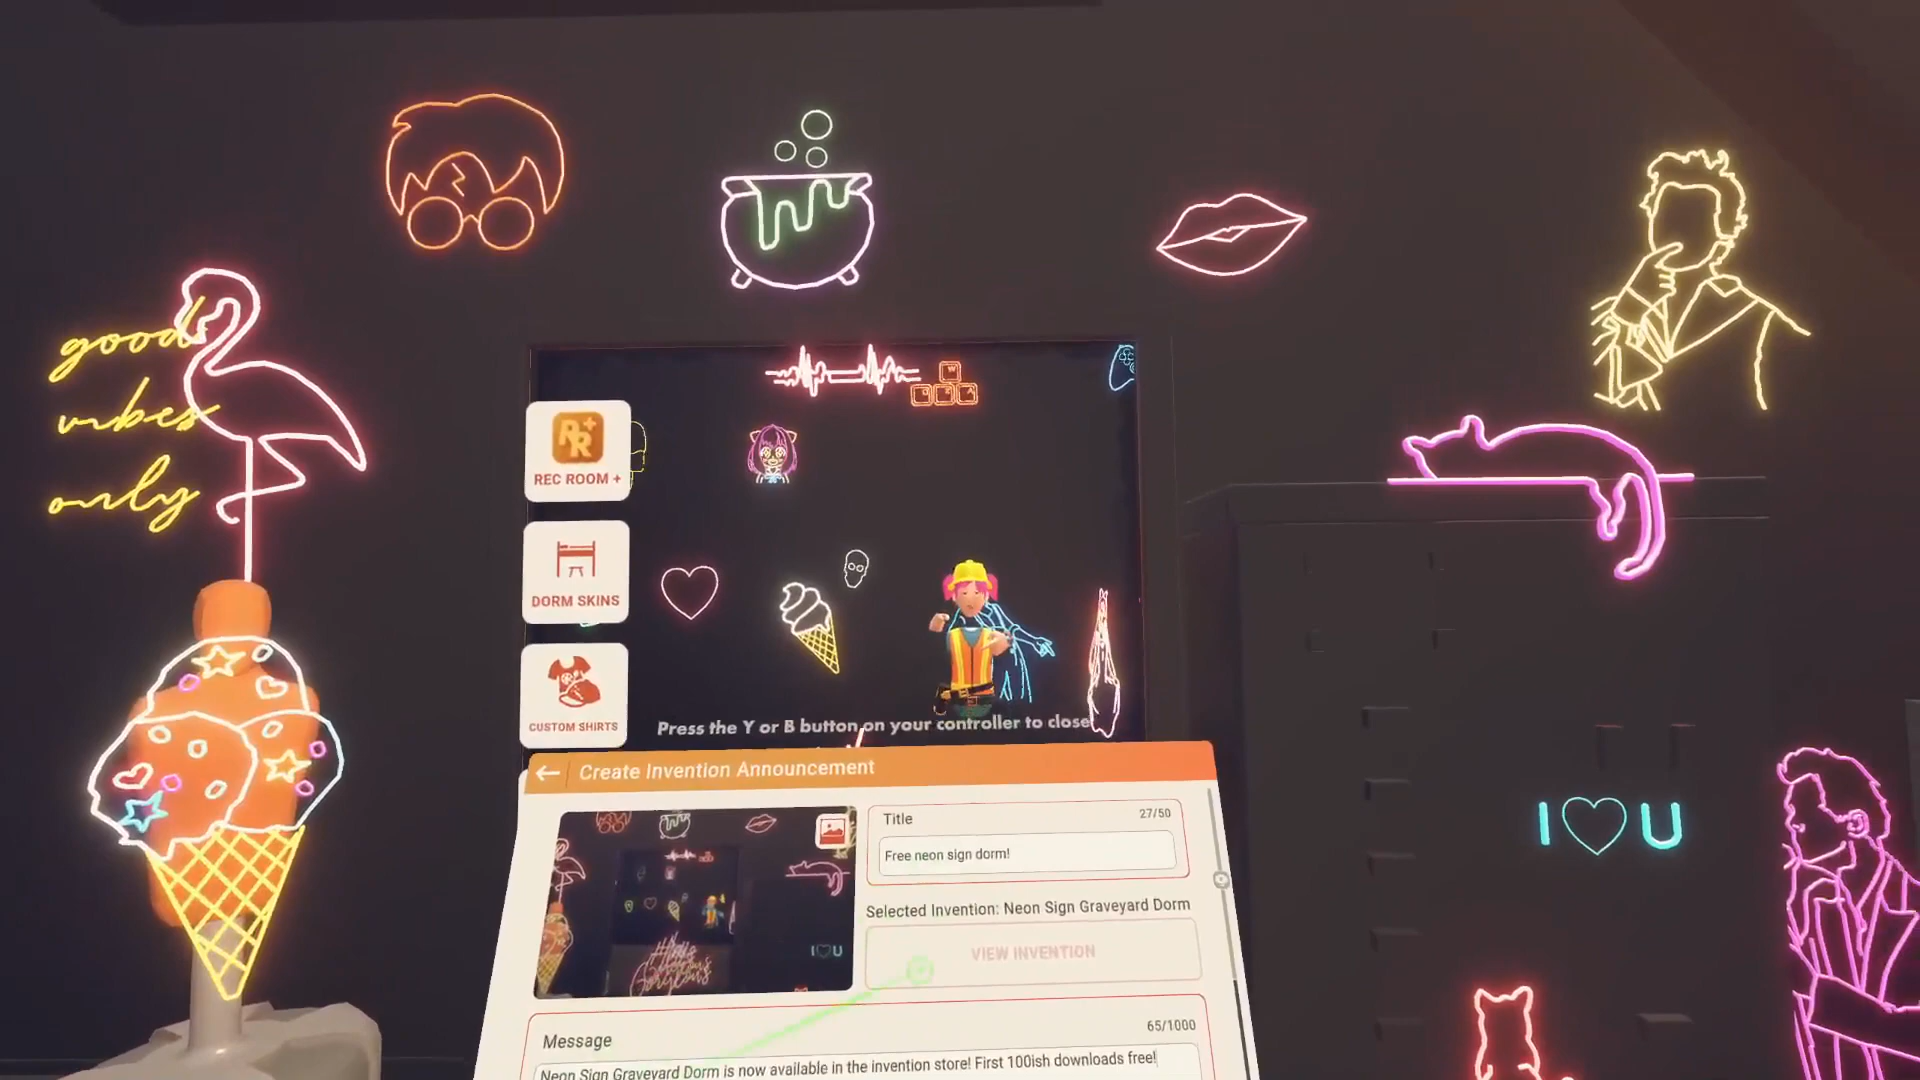 good
vibes
only
REC ROOM +
DORM SKINS
CUSTOM SHIRTS
Press the Y or B button on your controller to close
Create Invention Announcement
Title
27/50
Free neon sign dorm!
Selected Invention: Neon Sign Graveyard Dorm
VIEW INVENTION
Message
65/1000
Neon Sign Graveyard Dorm is now available in the invention store! First 100ish downloads free!
I U
I U